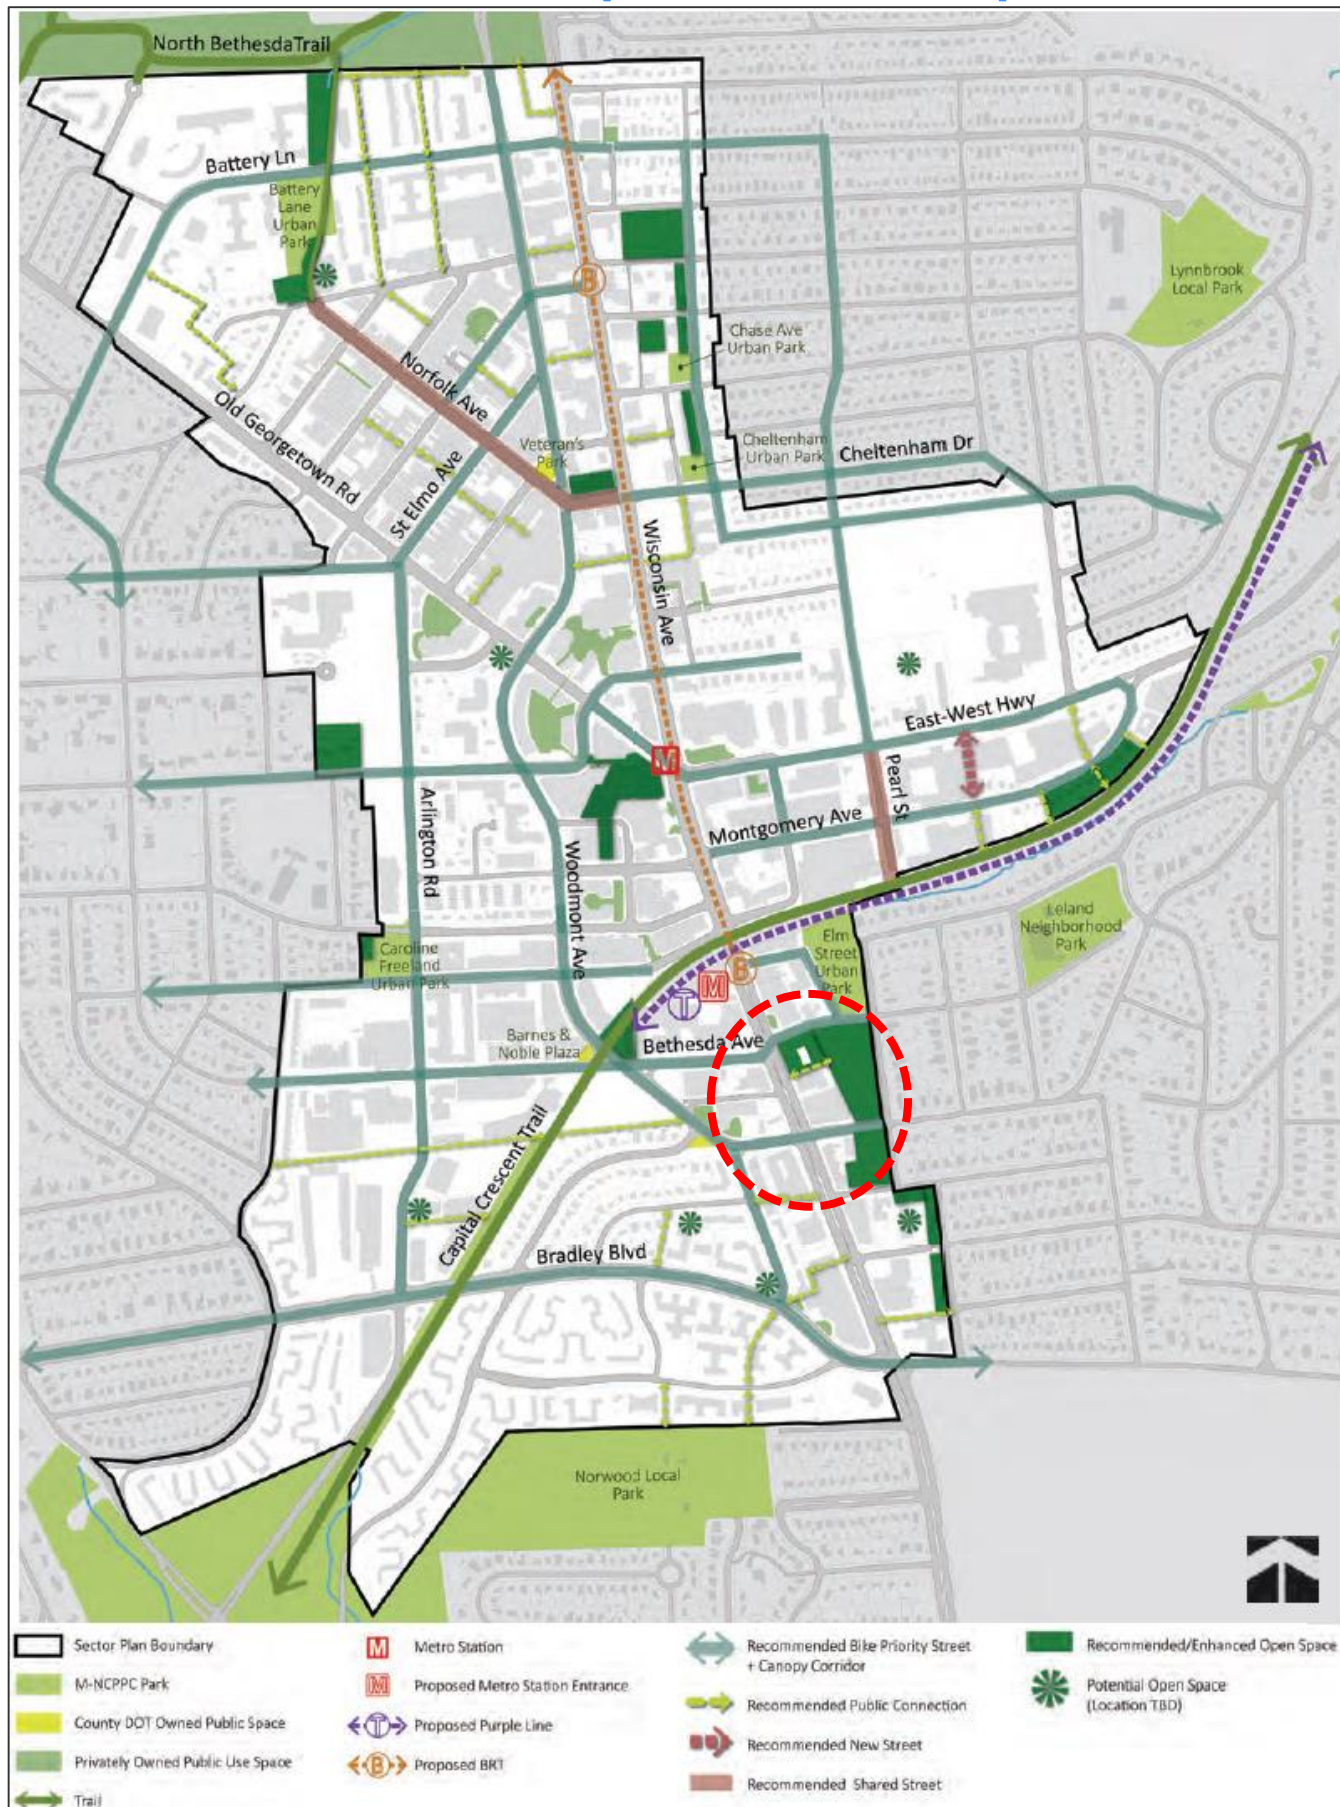 North BethesdaTrail
Battery Ln
Battery
Lane
Urban
Park
Lynnbrook
Local Park
B
Chase Ave
Urban Park
Norfolk Ave
Old Georgetown Rd
St Elmo Ave
Veteran's
Park
Cheltenham
Urban Park
Cheltenham Dr
Wisconsin Ave
East-West Hwy
M
Pearl St
Arlington Rd
Montgomery Ave
Woodmont Ave
Leland
Neighborhood
Park
Caroline
Freeland
Urban Park
Elm
Street
Urban
Park
B
M
T
Barnes &
Noble Plaza
Bethesda Ave
Capital Crescent Trail
Bradley Blvd
Norwood Local
Park
Sector Plan Boundary
M-NCPPC Park
County DOT Owned Public Space
Privately Owned Public Use Space
Trail
M Metro Station
M Proposed Metro Station Entrance
T Proposed Purple Line
B Proposed BRT
Recommended Bike Priority Street
+ Canopy Corridor
Recommended Public Connection
Recommended New Street
Recommended Shared Street
Recommended/Enhanced Open Space
Potential Open Space
(Location TBD)